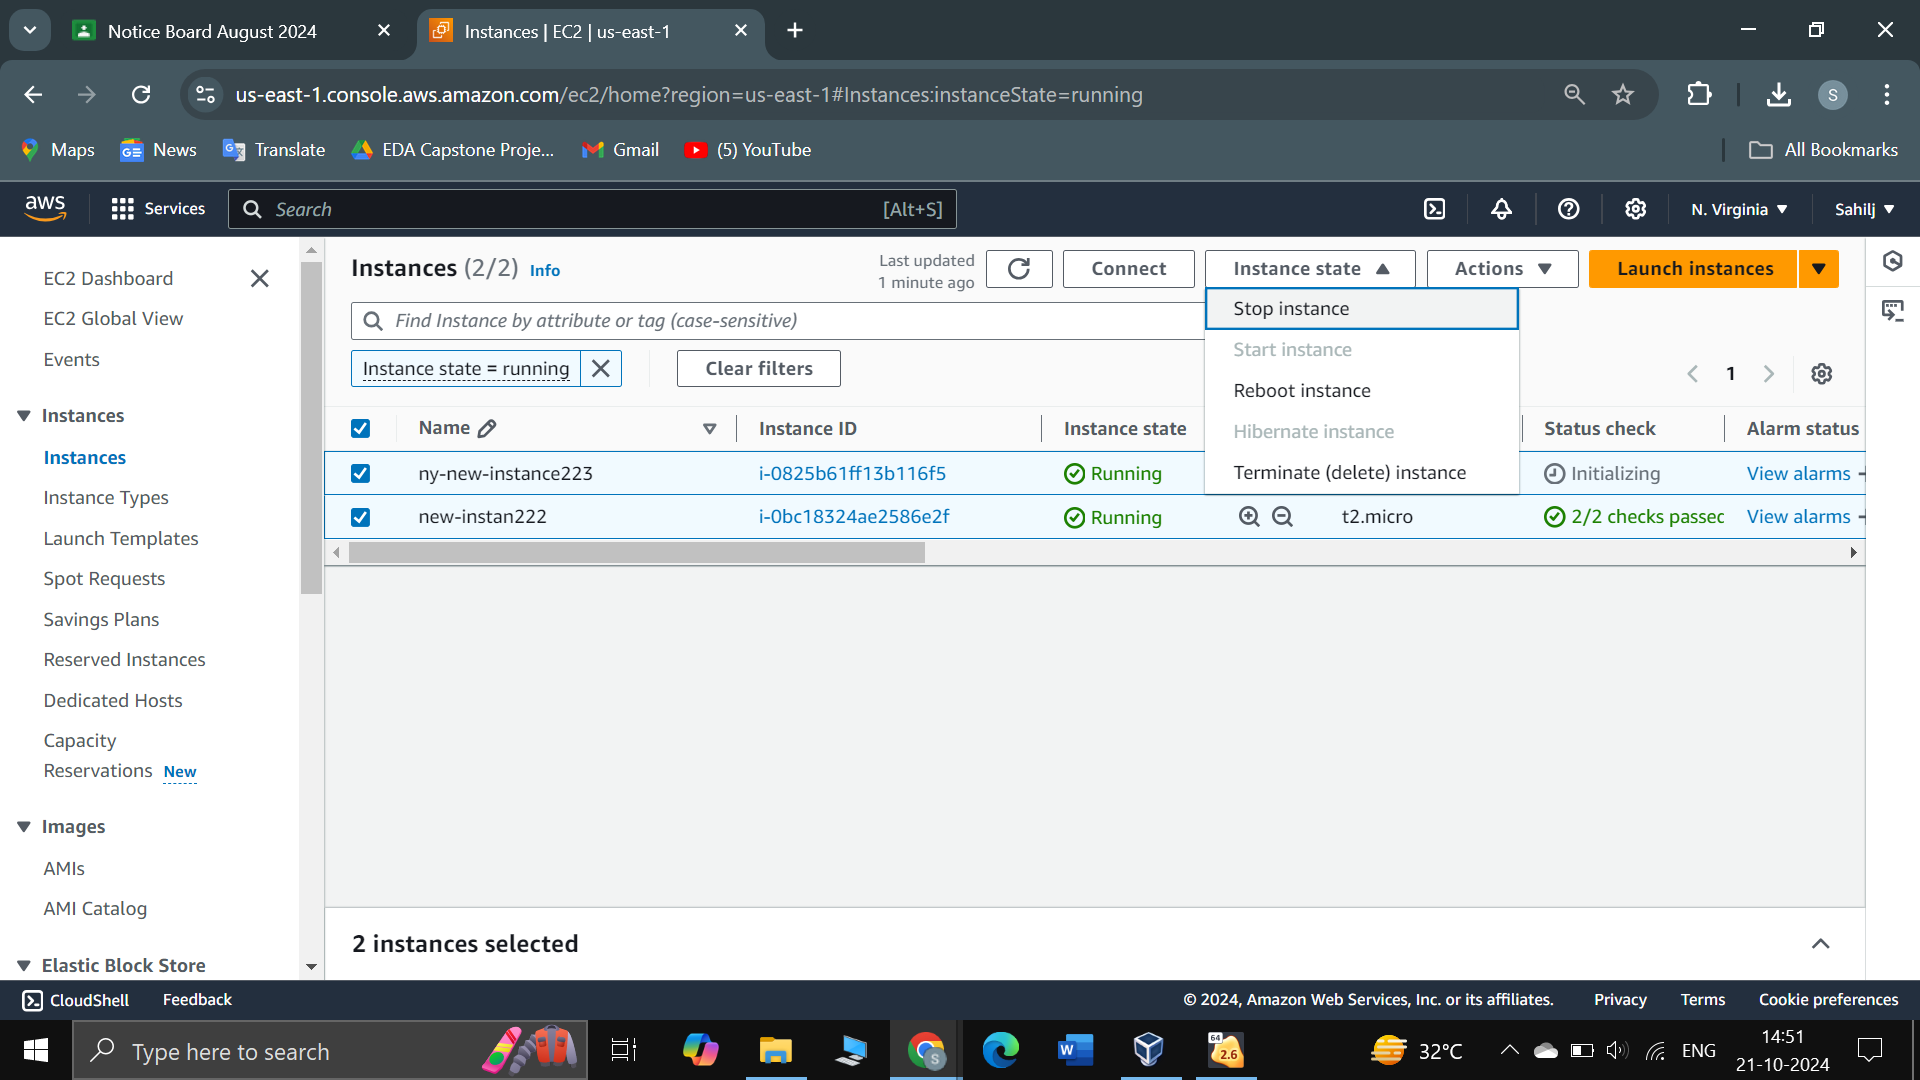 Notice Board August 2024
Instances | EC2 | us-east-1
us-east-1.console.aws.amazon.com/ec2/home?region=us-east-1#Instances:instanceState=running
S
Maps
News
Translate
EDA Capstone Proje...
Gmail
(5) YouTube
All Bookmarks
aws
Services
Search
[Alt+S]
N. Virginia
Sahilj
EC2 Dashboard
EC2 Global View
Events
Instances
Instances
Instance Types
Launch Templates
Spot Requests
Savings Plans
Reserved Instances
Dedicated Hosts
Capacity
Reservations New
Images
AMIs
AMI Catalog
Elastic Block Store
Instances (2/2) Info
Last updated
1 minute ago
Connect
Instance state
Actions
Launch instances
Find Instance by attribute or tag (case-sensitive)
Instance state = running
Clear filters
Stop instance
Start instance
Reboot instance
Hibernate instance
Terminate (delete) instance
1
Name
Instance ID
Instance state
Status check
Alarm status
ny-new-instance223
i-0825b61ff13b116f5
Running
Initializing
View alarms
new-instan222
i-0bc18324ae2586e2f
Running
t2.micro
2/2 checks passed
View alarms
2 instances selected
CloudShell
Feedback
© 2024, Amazon Web Services, Inc. or its affiliates.
Privacy
Terms
Cookie preferences
Type here to search
S
W
64
2.6
32°C
ENG
14:51
21-10-2024